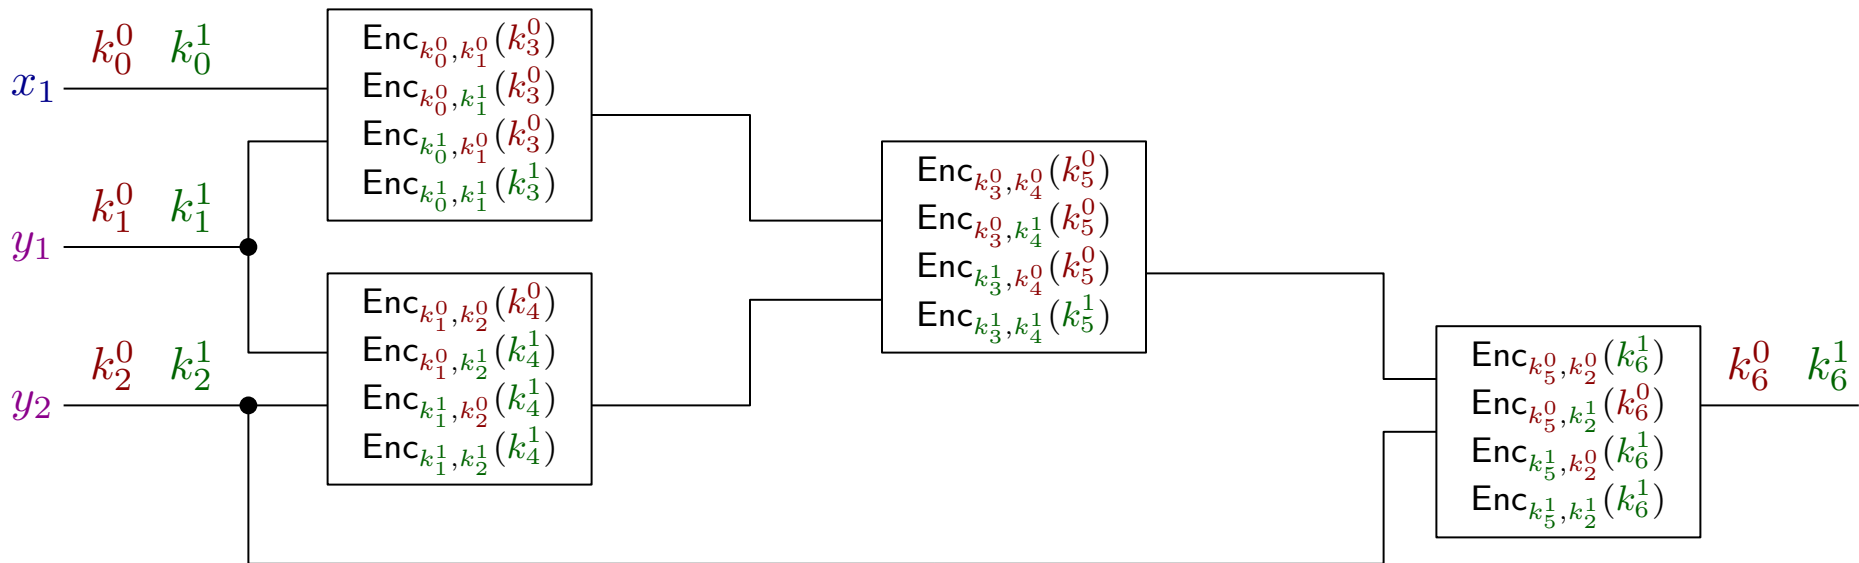 k_0^0 k_0^1
x_1
Enc_{k_0^0,k_1^0}(k_3^0)
Enc_{k_0^0,k_1^1}(k_3^0)
Enc_{k_0^1,k_1^0}(k_3^0)
Enc_{k_0^1,k_1^1}(k_3^1)
k_1^0 k_1^1
y_1
Enc_{k_1^0,k_2^0}(k_4^0)
Enc_{k_1^0,k_2^1}(k_4^1)
Enc_{k_1^1,k_2^0}(k_4^1)
Enc_{k_1^1,k_2^1}(k_4^1)
k_2^0 k_2^1
y_2
Enc_{k_3^0,k_4^0}(k_5^0)
Enc_{k_3^0,k_4^1}(k_5^0)
Enc_{k_3^1,k_4^0}(k_5^0)
Enc_{k_3^1,k_4^1}(k_5^1)
Enc_{k_5^0,k_2^0}(k_6^1)
Enc_{k_5^0,k_2^1}(k_6^0)
Enc_{k_5^1,k_2^0}(k_6^1)
Enc_{k_5^1,k_2^1}(k_6^1)
k_6^0 k_6^1